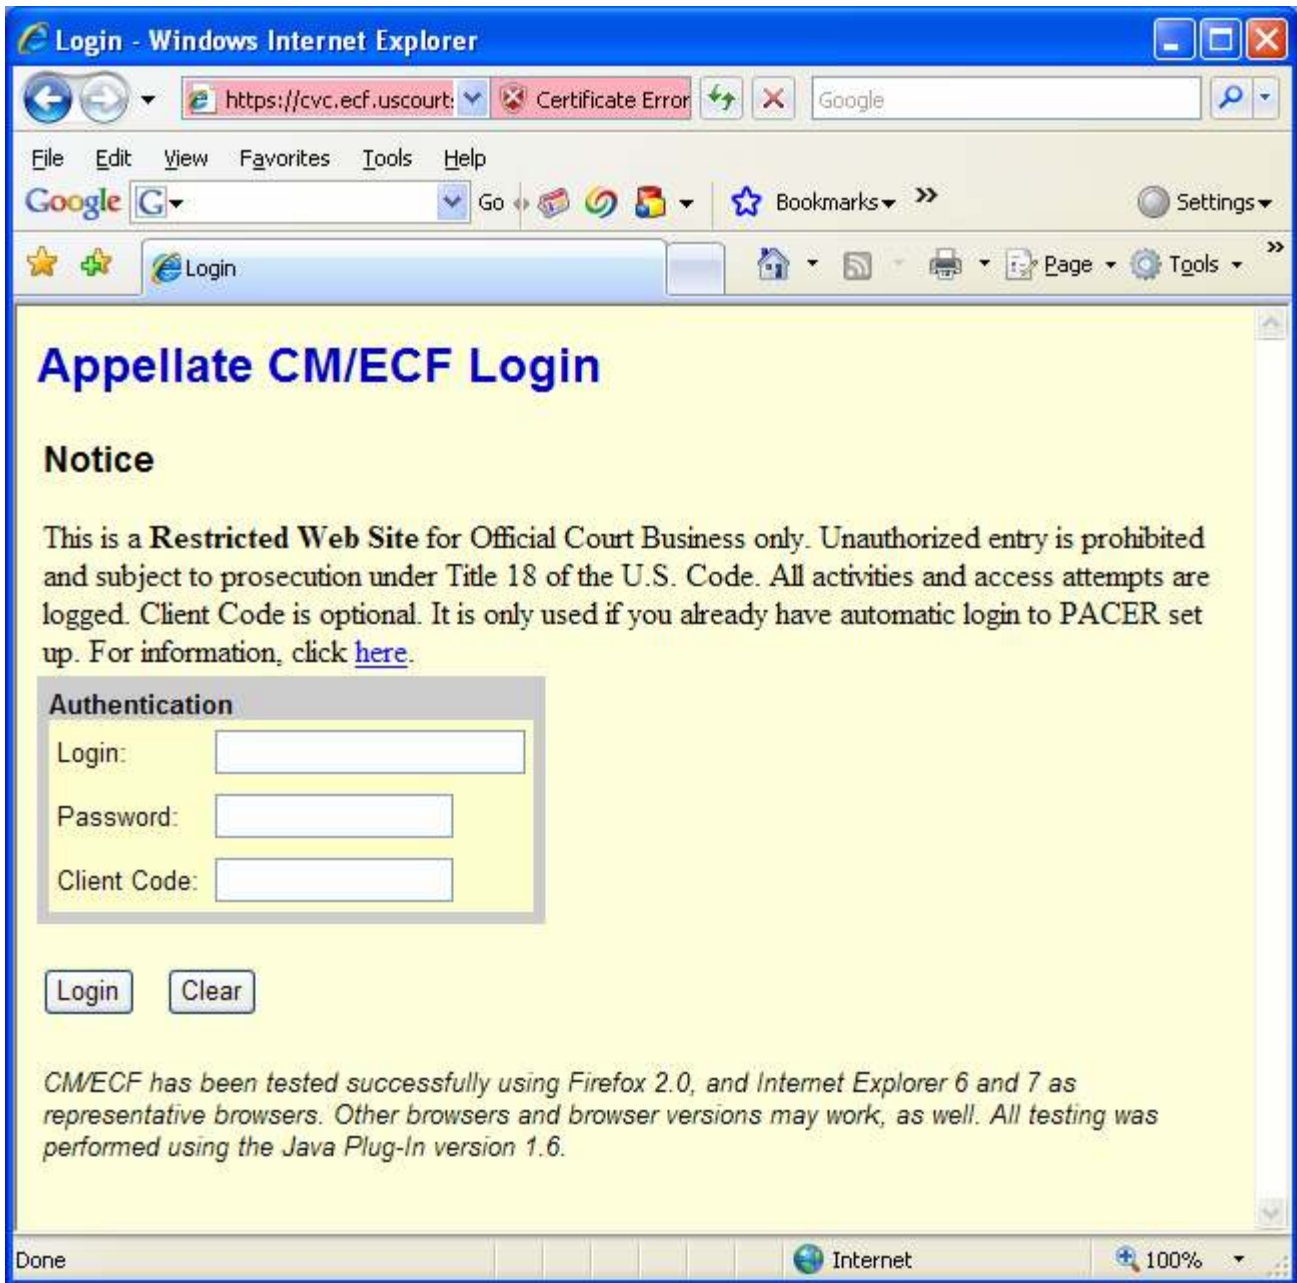 Login - Windows Internet Explorer
https://cvc.ecf.uscourt: Certificate Error Google
File Edit View Favorites Tools Help
Google G Go Bookmarks Settings
Login Page Tools
Appellate CM/ECF Login
Notice
This is a Restricted Web Site for Official Court Business only. Unauthorized entry is prohibited
and subject to prosecution under Title 18 of the U.S. Code. All activities and access attempts are
logged. Client Code is optional. It is only used if you already have automatic login to PACER set
up. For information, click here.
Authentication
Login:
Password:
Client Code:
Login Clear
CM/ECF has been tested successfully using Firefox 2.0, and Internet Explorer 6 and 7 as
representative browsers. Other browsers and browser versions may work, as well. All testing was
performed using the Java Plug-In version 1.6.
Done Internet 100%